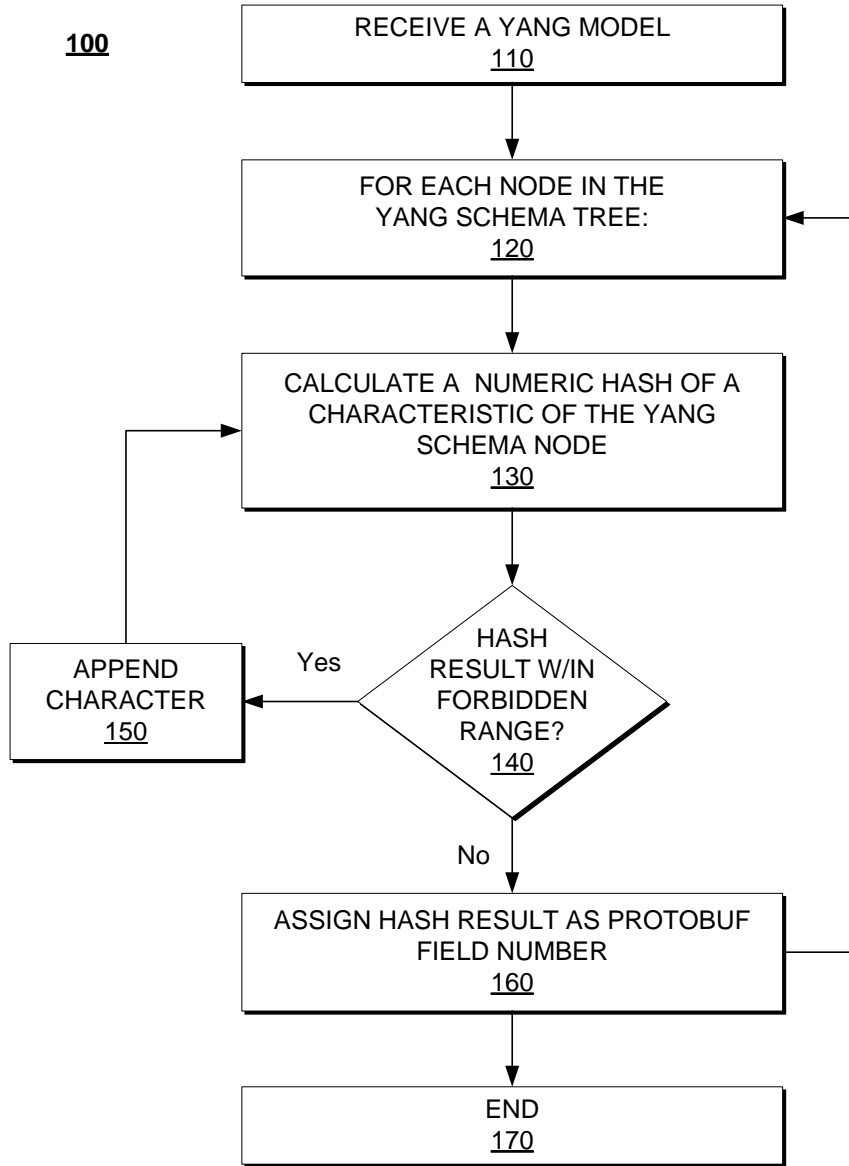 100
RECEIVE A YANG MODEL
110
FOR EACH NODE IN THE
YANG SCHEMA TREE:
120
CALCULATE A NUMERIC HASH OF A
CHARACTERISTIC OF THE YANG
SCHEMA NODE
130
HASH
RESULT W/IN
FORBIDDEN
RANGE?
140
Yes
APPEND
CHARACTER
150
No
ASSIGN HASH RESULT AS PROTOBUF
FIELD NUMBER
160
END
170